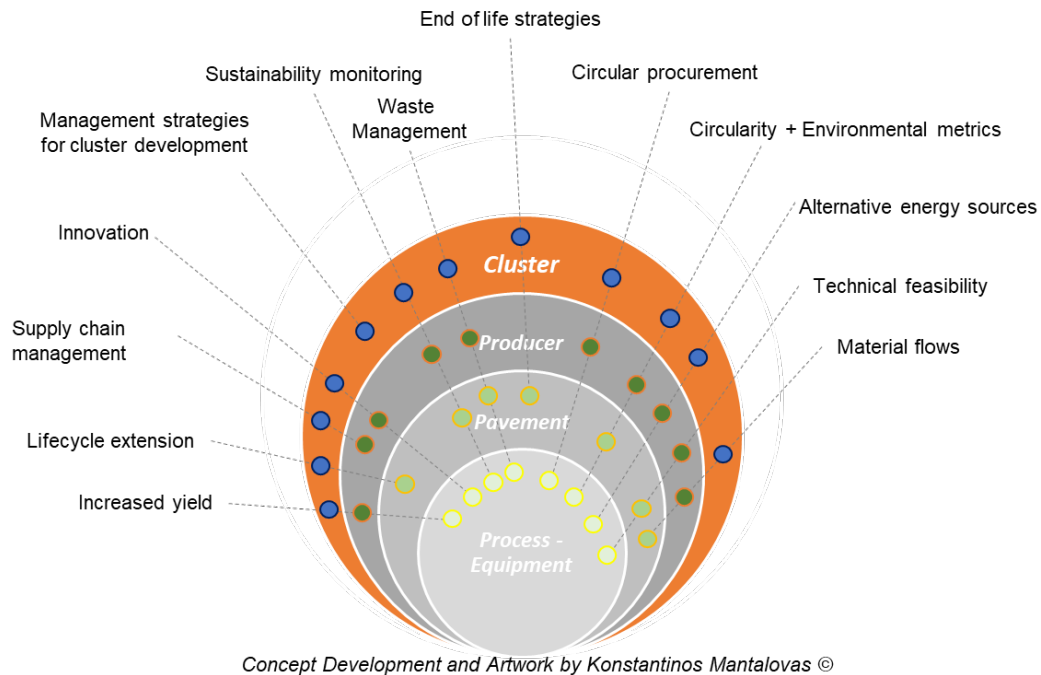 End of life strategies
Sustainability monitoring
Circular procurement
Waste
Management
Management strategies
for cluster development
Circularity + Environmental metrics
Alternative energy sources
Innovation
Cluster
Technical feasibility
Supply chain
management
Producer
Material flows
Pavement
Lifecycle extension
Increased yield
Process -
Equipment
Concept Development and Artwork by Konstantinos Mantalovas ©